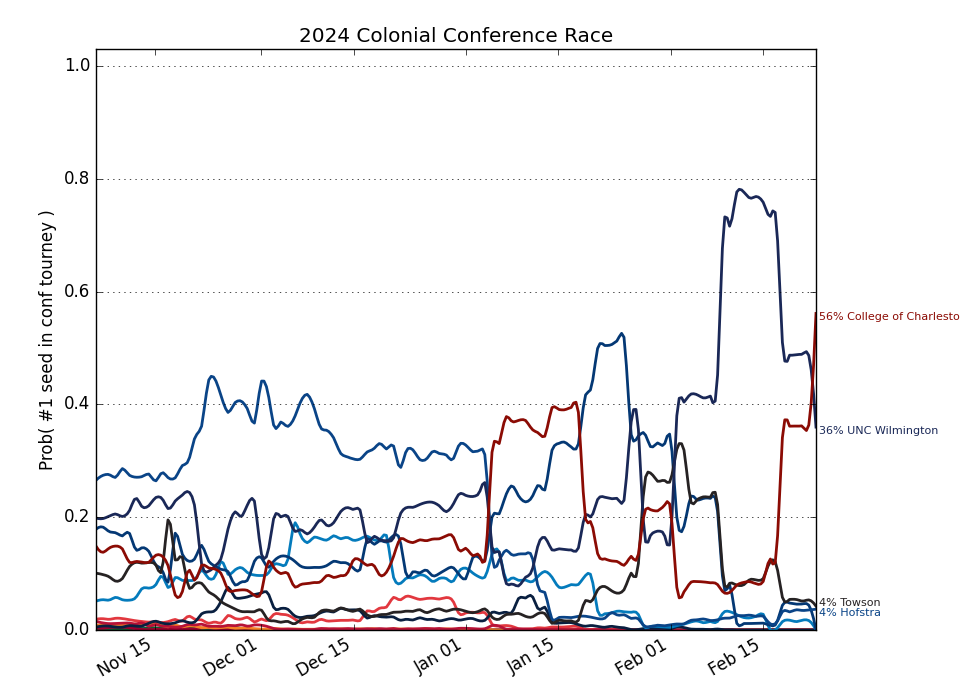 2024 Colonial Conference Race
Prob( #1 seed in conf tourney )
1.0
0.8
0.6
0.4
0.2
0.0
56% College of Charlesto
36% UNC Wilmington
4% Towson
4% Hofstra
Nov 15
Dec 01
Dec 15
Jan 01
Jan 15
Feb 01
Feb 15